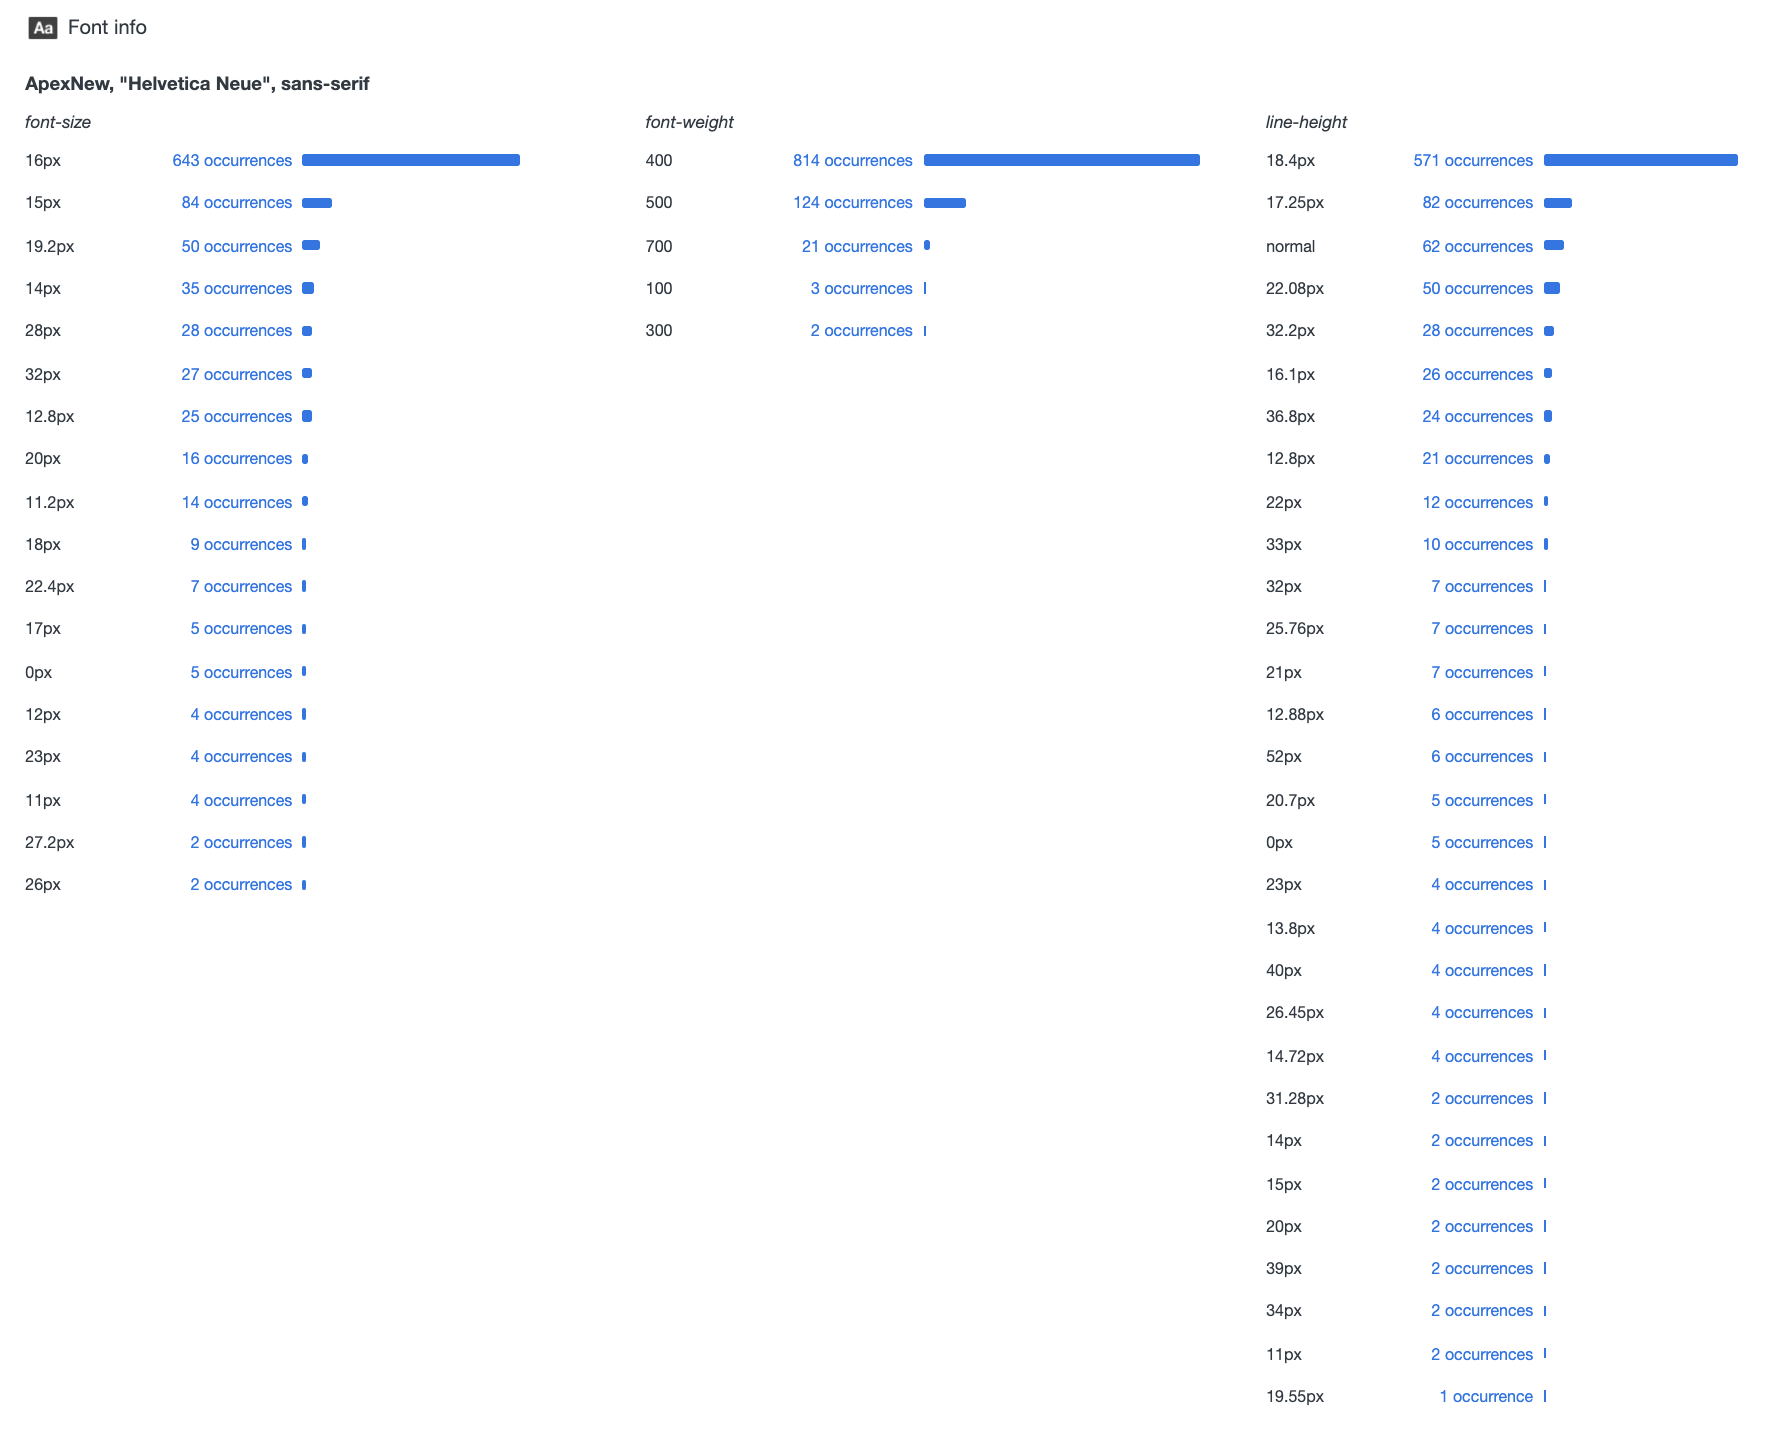 Aa Font info
ApexNew, "Helvetica Neue", sans-serif
font-size
16px 643 occurrences
15px 84 occurrences
19.2px 50 occurrences
14px 35 occurrences
28px 28 occurrences
32px 27 occurrences
12.8px 25 occurrences
20px 16 occurrences
11.2px 14 occurrences
18px 9 occurrences
22.4px 7 occurrences
17px 5 occurrences
0px 5 occurrences
12px 4 occurrences
23px 4 occurrences
11px 4 occurrences
27.2px 2 occurrences
26px 2 occurrences
font-weight
400 814 occurrences
500 124 occurrences
700 21 occurrences
100 3 occurrences
300 2 occurrences
line-height
18.4px 571 occurrences
17.25px 82 occurrences
normal 62 occurrences
22.08px 50 occurrences
32.2px 28 occurrences
16.1px 26 occurrences
36.8px 24 occurrences
12.8px 21 occurrences
22px 12 occurrences
33px 10 occurrences
32px 7 occurrences
25.76px 7 occurrences
21px 7 occurrences
12.88px 6 occurrences
52px 6 occurrences
20.7px 5 occurrences
0px 5 occurrences
23px 4 occurrences
13.8px 4 occurrences
40px 4 occurrences
26.45px 4 occurrences
14.72px 4 occurrences
31.28px 2 occurrences
14px 2 occurrences
15px 2 occurrences
20px 2 occurrences
39px 2 occurrences
34px 2 occurrences
11px 2 occurrences
19.55px 1 occurrence